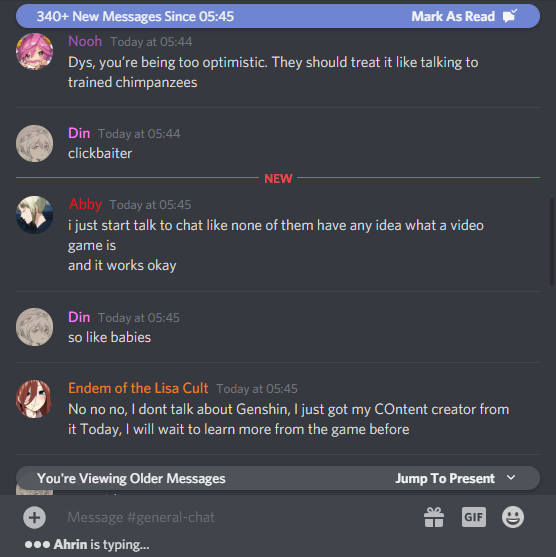 340+ New Messages Since 05:45 Mark As Read
Nooh Today at 05:44
Dys, you're being too optimistic. They should treat it like talking to
trained chimpanzees
Din Today at 05:44
clickbaiter
NEW
Abby Today at 05:45
i just start talk to chat like none of them have any idea what a video
game is
and it works okay
Din Today at 05:45
so like babies
Endem of the Lisa Cult Today at 05:45
No no no, I dont talk about Genshin, I just got my COntent creator from
it Today, I will wait to learn more from the game before
You're Viewing Older Messages Jump To Present
Message #general-chat GIF
Ahrin is typing...